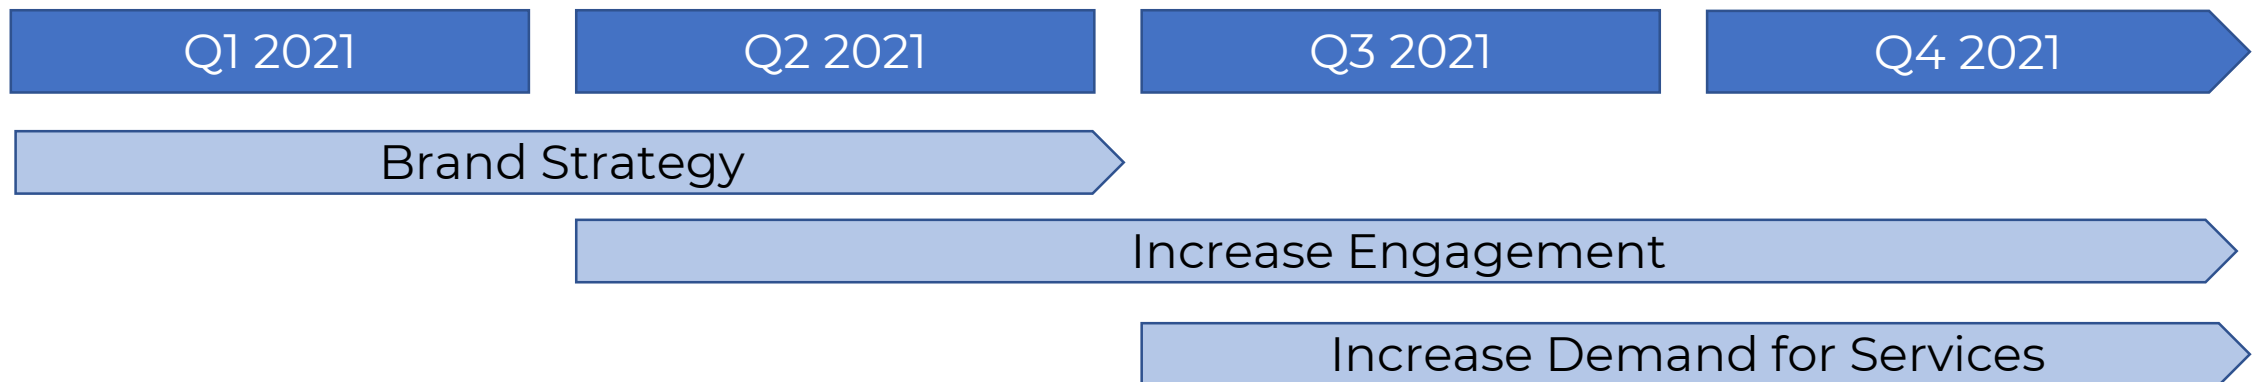 Q1 2021
Q2 2021
Q3 2021
Q4 2021
Brand Strategy
Increase Engagement
Increase Demand for Services